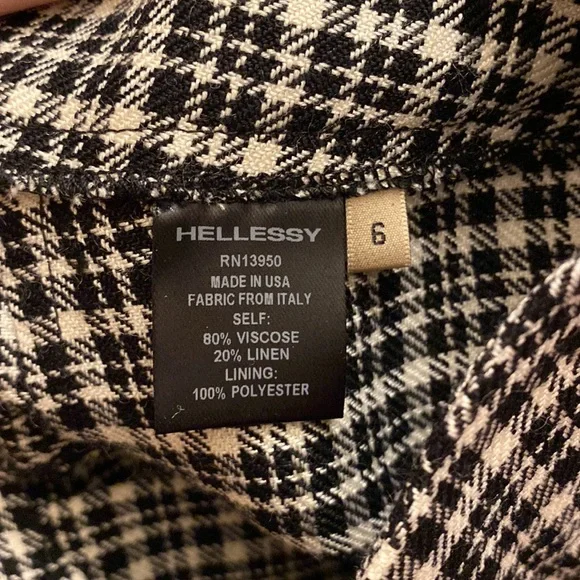 HELLESSY
6
RN13950
MADE IN USA
FABRIC FROM ITALY
SELF:
80% VISCOSE
20% LINEN
LINING:
100% POLYESTER